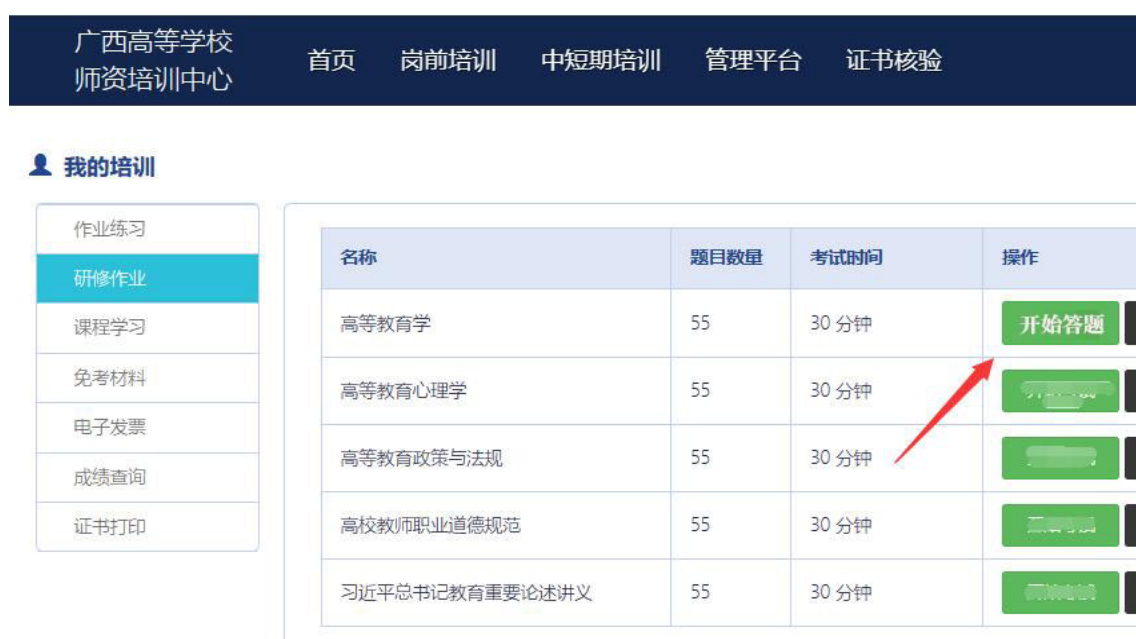 广西高等学校
师资培训中心
首页 岗前培训 中短期培训 管理平台 证书核验
我的培训
作业练习
研修作业
课程学习
免考材料
电子发票
成绩查询
证书打印
名称 题目数量 考试时间 操作
高等教育学 55 30 分钟 开始答题
高等教育心理学 55 30 分钟
高等教育政策与法规 55 30 分钟
高校教师职业道德规范 55 30 分钟
习近平总书记教育重要论述讲义 55 30 分钟